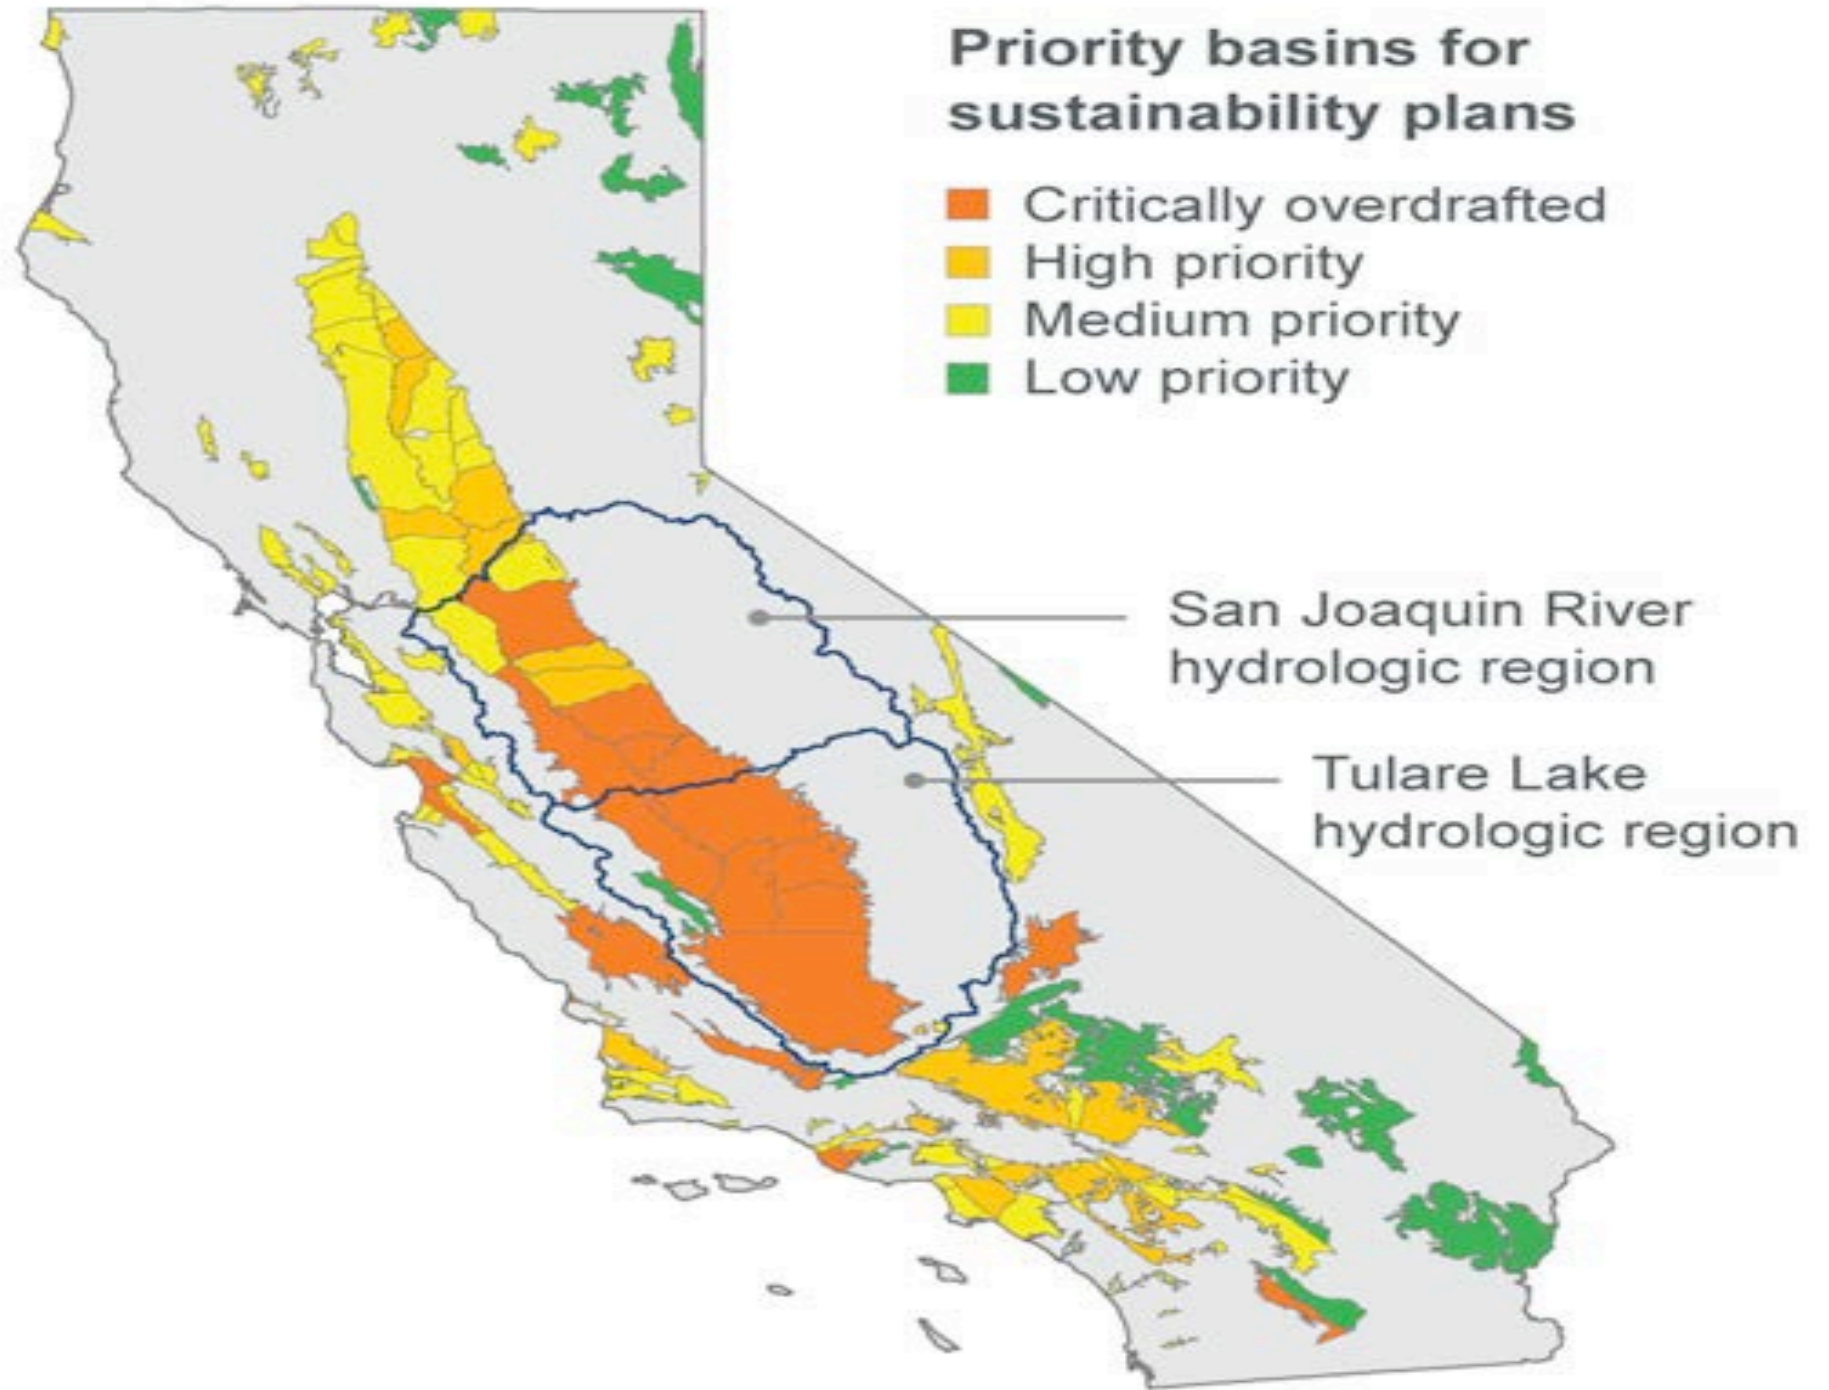 Priority basins for
sustainability plans
Critically overdrafted
High priority
Medium priority
Low priority
San Joaquin River
hydrologic region
Tulare Lake
hydrologic region